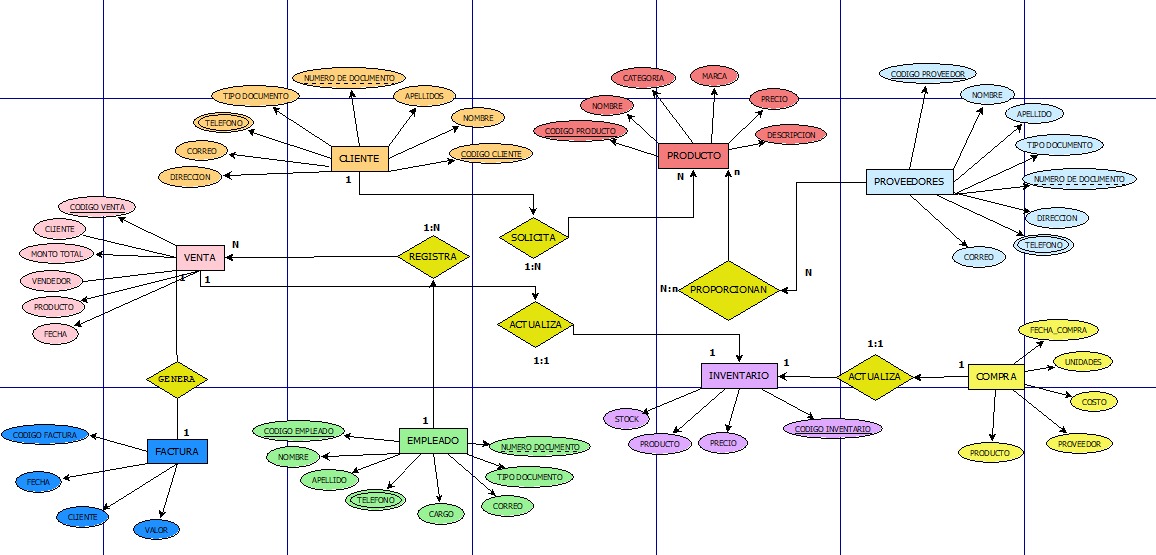 CODIGO PROVEEDOR
NUMERO DE DOCUMENTO
CATEGORIA
MARCA
TIPO DOCUMENTO
APELLIDOS
NOMBRE
NOMBRE
PRECIO
APELLIDO
NOMBRE
TELEFONO
CODIGO PRODUCTO
DESCRIPCION
TIPO DOCUMENTO
CORREO
CLIENTE
CODIGO CLIENTE
PRODUCTO
DIRECCION
1
N
n
PROVEEDORES
NUMERO DE DOCUMENTO
CODIGO VENTA
DIRECCION
CLIENTE
1:N
SOLICITA
TELEFONO
N
MONTO TOTAL
VENTA
REGISTRA
CORREO
1:N
N
VENDEDOR
1
1
N:n
PROPORCIONAN
PRODUCTO
ACTUALIZA
FECHA
FECHA_COMPRA
1:1
1:1
1
1
1
UNIDADES
GENERA
INVENTARIO
ACTUALIZA
COMPRA
COSTO
STOCK
1
1
CODIGO FACTURA
CODIGO EMPLEADO
EMPLEADO
PRODUCTO
PRECIO
CODIGO INVENTARIO
PROVEEDOR
FACTURA
NOMBRE
NUMERO DOCUMENTO
PRODUCTO
FECHA
APELLIDO
TIPO DOCUMENTO
TELEFONO
CORREO
CLIENTE
CARGO
VALOR